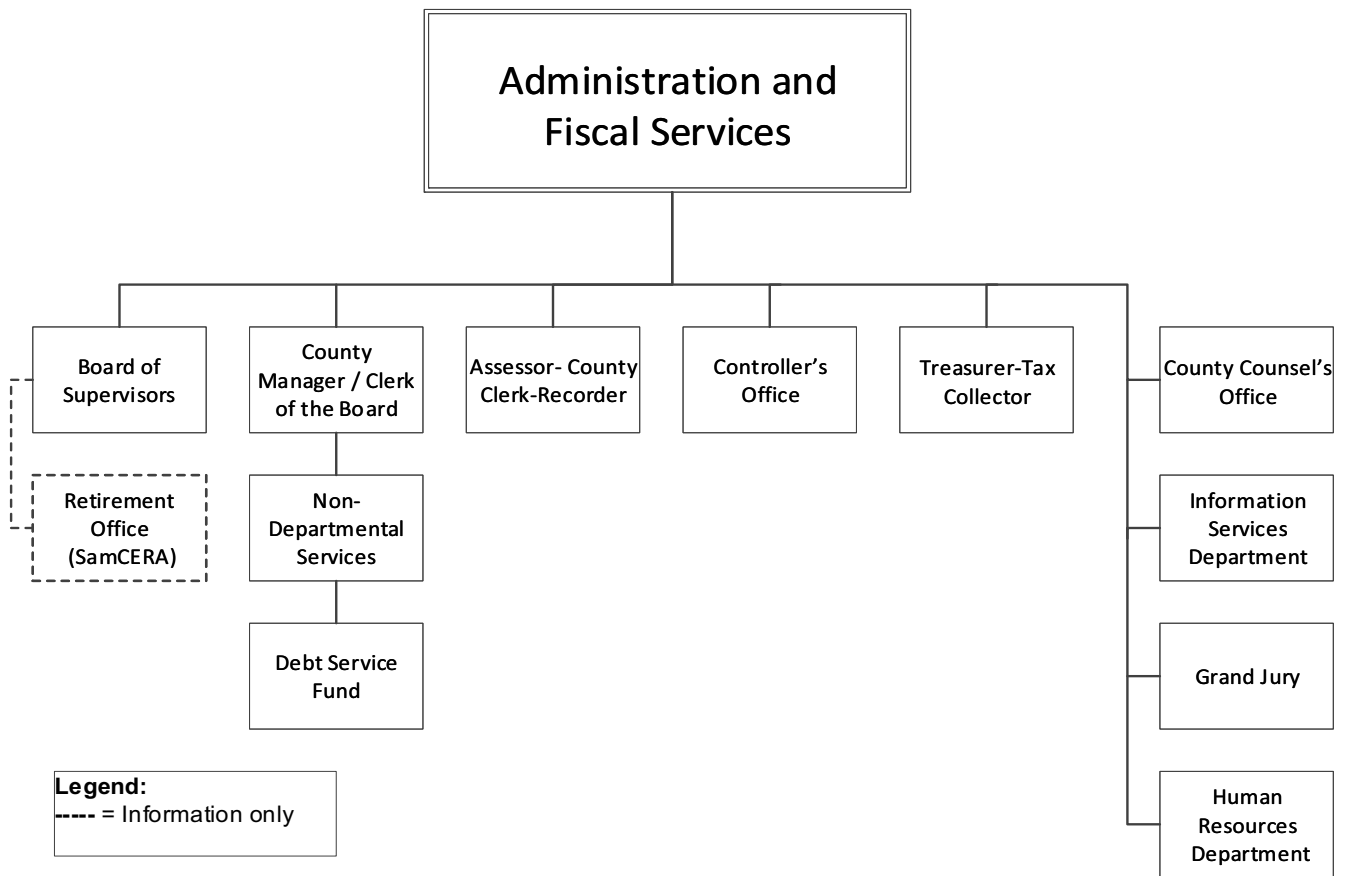 Administration and
Fiscal Services
Board of
Supervisors
County
Manager / Clerk
of the Board
Assessor- County
Clerk-Recorder
Controller’s
Office
Treasurer-Tax
Collector
County Counsel’s
Office
Retirement
Office
(SamCERA)
Non-
Departmental
Services
Information
Services
Department
Debt Service
Fund
Grand Jury
Legend:
----- = Information only
Human
Resources
Department